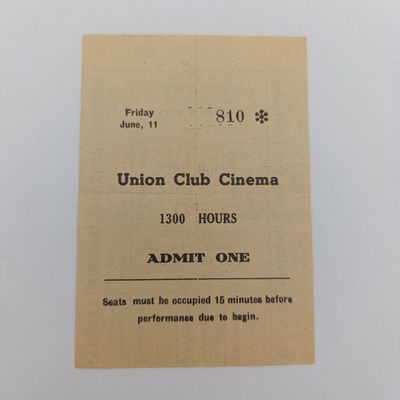 Friday 810 ✻
June, 11
Union Club Cinema
1300 HOURS
ADMIT ONE
Seats must be occupied 15 minutes before
performance due to begin.